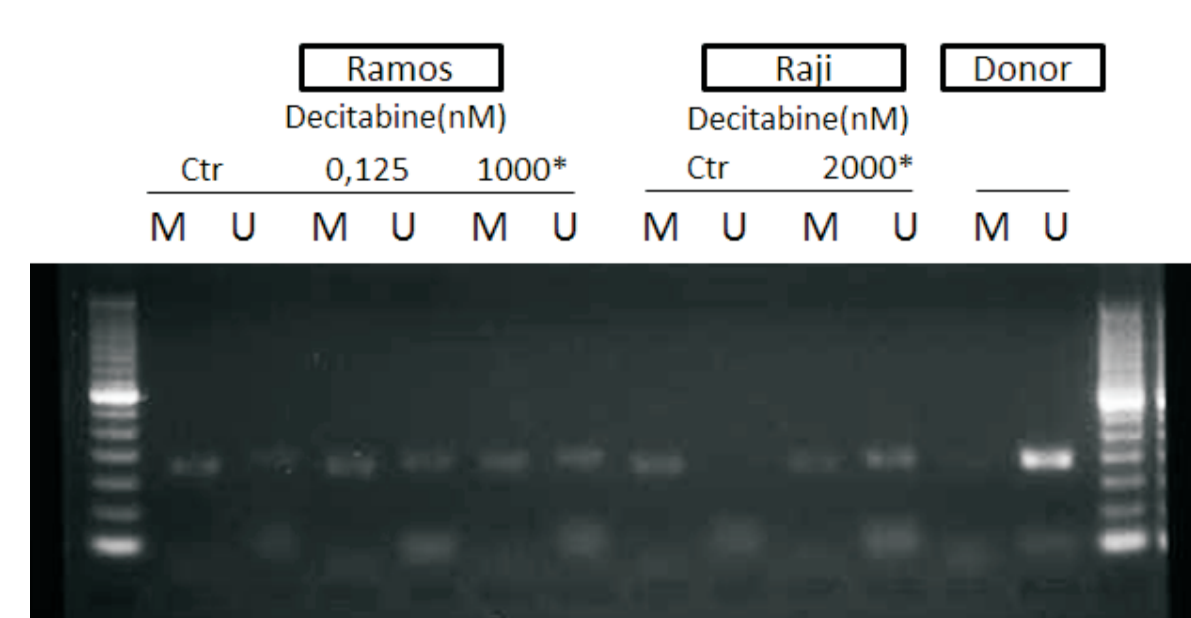 Ramos Raji Donor
Decitabine(nM) Decitabine(nM)
Ctr 0,125 1000* Ctr 2000*
M U M U M U M U M U M U